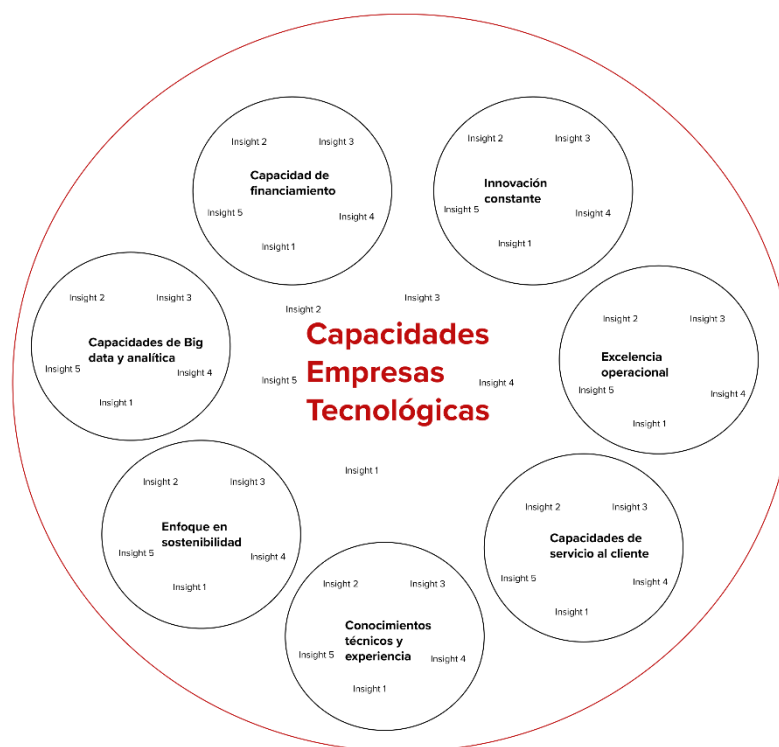 Insight 2
Insight 3
Capacidad de
financiamiento
Insight 5
Insight 4
Insight 1
Insight 2
Insight 3
Innovación
constante
Insight 5
Insight 4
Insight 1
Insight 2
Insight 3
Capacidades de Big
data y analítica
Insight 5
Insight 4
Insight 1
Insight 2
Insight 3
Capacidades
Empresas
Tecnológicas
Insight 5
Insight 4
Insight 1
Insight 2
Insight 3
Excelencia
operacional
Insight 5
Insight 4
Insight 1
Insight 2
Insight 3
Enfoque en
sostenibilidad
Insight 5
Insight 4
Insight 1
Insight 2
Insight 3
Capacidades de
servicio al cliente
Insight 5
Insight 4
Insight 1
Insight 2
Insight 3
Conocimientos
técnicos y
experiencia
Insight 5
Insight 4
Insight 1